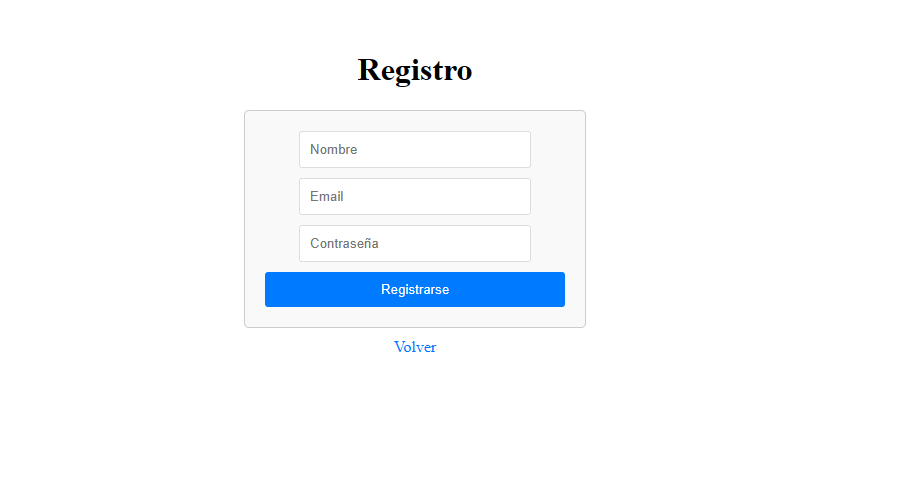 Registro
Nombre
Email
Contraseña
Registrarse
Volver